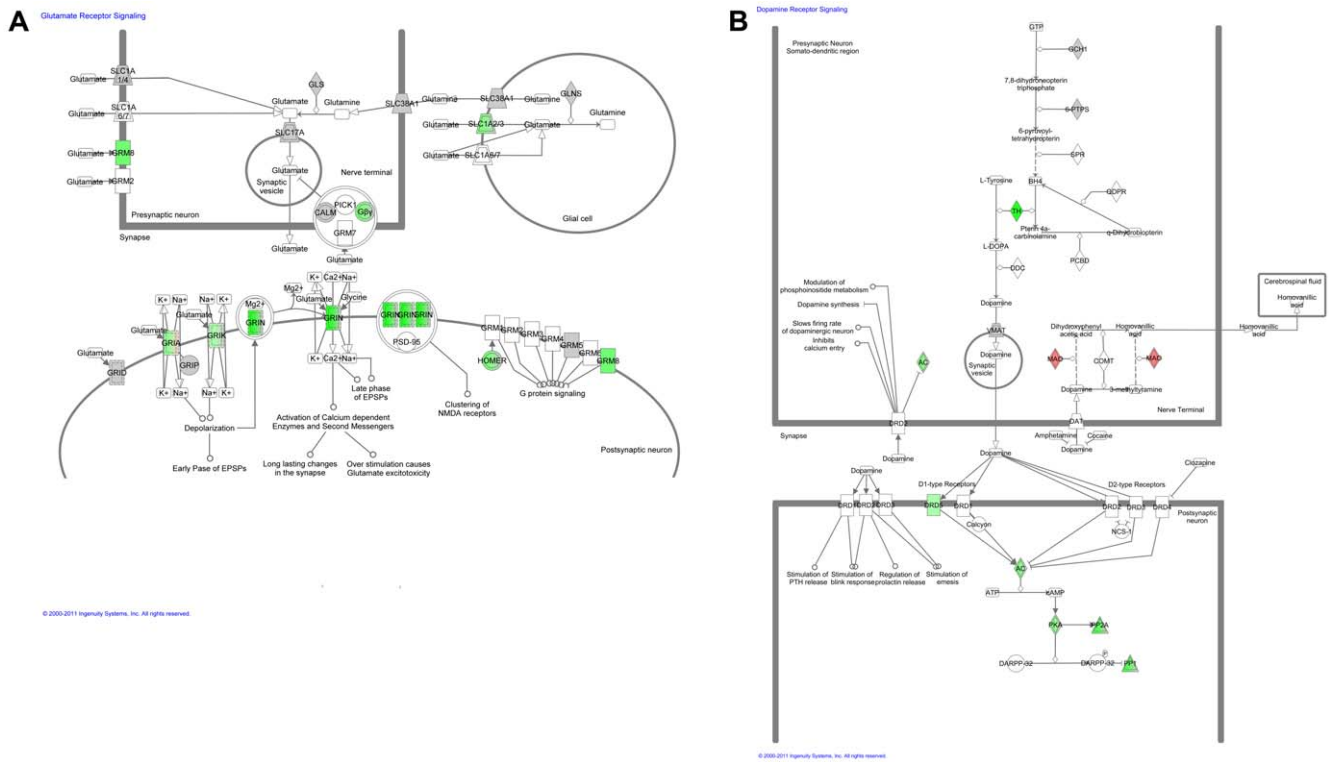 A
Glutamate Receptor Signaling
SLC1A
1/4
Glutamate
SLC1A
6/7
Glutamate
GRM8
Glutamate
GRM2
Glutamate
Presynaptic neuron
Synapse
GLS
Glutamate
Glutamine
SLC17A
Glutamate
Synaptic
vesicle
Glutamate
SLC38A1
Nerve terminal
PICK1
CALM
Gβγ
GRM7
Glutamate
Glutamine
SLC38A1
Glutamine
GLNS
Glutamine
Glutamate
SLC1A2/3
Glutamate
Glutamate
SLC1A6/7
Glial cell
K+
Na+
Na+
K+
Mg2+
Mg2+
K+
Ca2+
Na+
Glutamate
Glycine
Glutamate
Glutamate
Glutamate
GRID
GRIA
GRIP
GRIK
GRIN
GRIN
GRIN
GRIN
GRIN
PSD-95
K+
Na+
Na+
K+
K+
Ca2+
Na+
GRM1
GRM2
GRM3
GRM4
GRM5
GRM6
GRM8
HOMER
G protein signaling
Late phase
of EPSPs
Clustering of
NMDA receptors
Depolarization
Activation of Calcium dependent
Enzymes and Second Messengers
Early Pase of EPSPs
Long lasting changes
in the synapse
Over stimulation causes
Glutamate excitotoxicity
Postsynaptic neuron
© 2000-2011 Ingenuity Systems, Inc. All rights reserved.
B
Dopamine Receptor Signaling
Presynaptic Neuron
Somato-dendritic region
GTP
GCH1
7,8-dihydroneopterin
triphosphate
6-PTPS
6-pyrovoyl-
tetrahydropterin
SPR
L-Tyrosine
BH4
QDPR
TH
Pterin 4a-
carbinolamine
q-Dihydrobiopterin
L-DOPA
PCBD
DDC
Modulation of
phosphoinositide metabolism
Dopamine synthesis
Slows firing rate
of dopaminergic neuron
Inhibits
calcium entry
AC
Dopamine
VMAT
Dopamine
Synaptic
vesicle
Dihydroxyphenyl
acetic acid
Homovanillic
acid
MAO
COMT
MAO
Dopamine
3-methyltyramine
Homovanillic
acid
Cerebrospinal fluid
Homovanillic
acid
Nerve Terminal
DRD2
DAT
Synapse
Amphetamine
Cocaine
Dopamine
Dopamine
Dopamine
Dopamine
Clozapine
D1-type Receptors
D2-type Receptors
DRD1
DRD2
DRD3
DRD5
DRD1
DRD2
DRD3
DRD4
Postsynaptic
neuron
Calcyon
NCS-1
Stimulation of
PTH release
Stimulation of
blink response
Regulation of
prolactin release
Stimulation of
emesis
AC
ATP
cAMP
PKA
PP2A
DARPP-32
P
DARPP-32
PP1
© 2000-2011 Ingenuity Systems, Inc. All rights reserved.